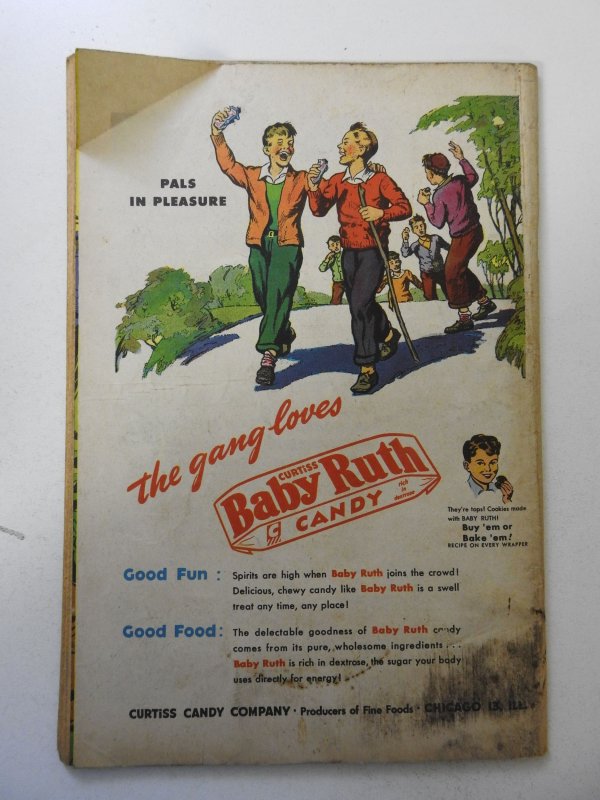 PALS
IN PLEASURE
the gang loves
CURTISS
Baby Ruth
CANDY
rich
in
dextrose
They're tops! Cookies made
with BABY RUTH!
Buy 'em or
Bake 'em!
RECIPE ON EVERY WRAPPER
Good Fun : Spirits are high when Baby Ruth joins the crowd!
Delicious, chewy candy like Baby Ruth is a swell
treat any time, any place!
Good Food : The delectable goodness of Baby Ruth candy
comes from its pure, wholesome ingredients . . .
Baby Ruth is rich in dextrose, the sugar your body
uses directly for energy!
CURTISS CANDY COMPANY • Producers of Fine Foods • CHICAGO 13, ILL.